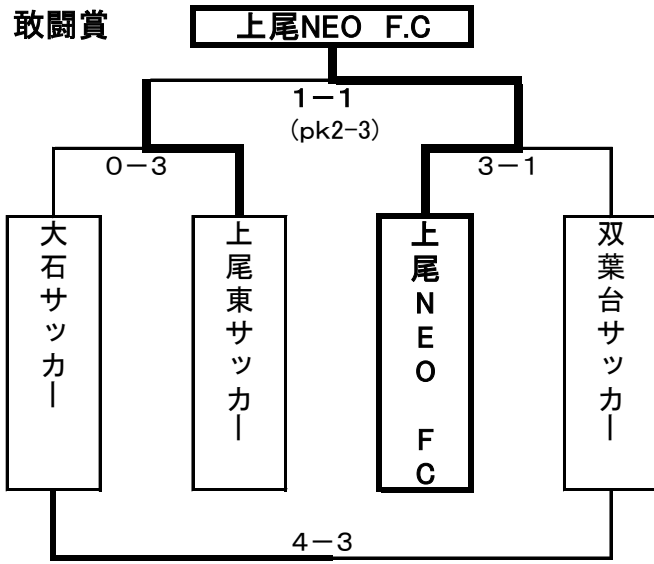 敢闘賞
上尾NEO F.C
1－1
(pk2-3)
0－3
3－1
大石サッカー
上尾東サッカー
上尾NEO FC
双葉台サッカー
4－3